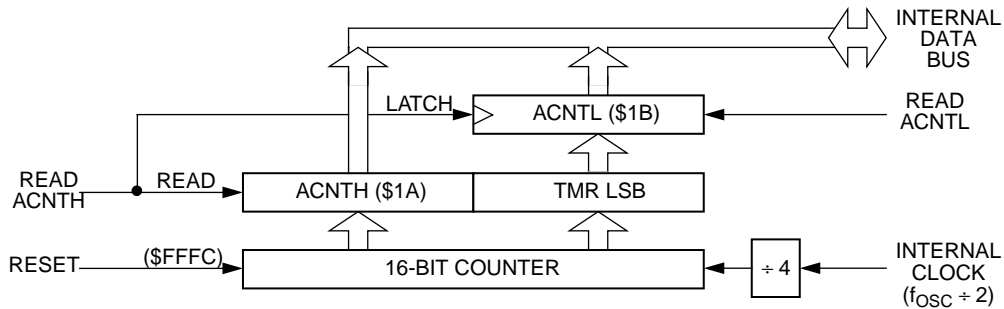 INTERNAL
DATA
BUS
LATCH
ACNTL ($1B)
READ
ACNTL
READ
ACNTH
READ
ACNTH ($1A)
TMR LSB
RESET
($FFFC)
16-BIT COUNTER
÷ 4
INTERNAL
CLOCK
(fOSC ÷ 2)